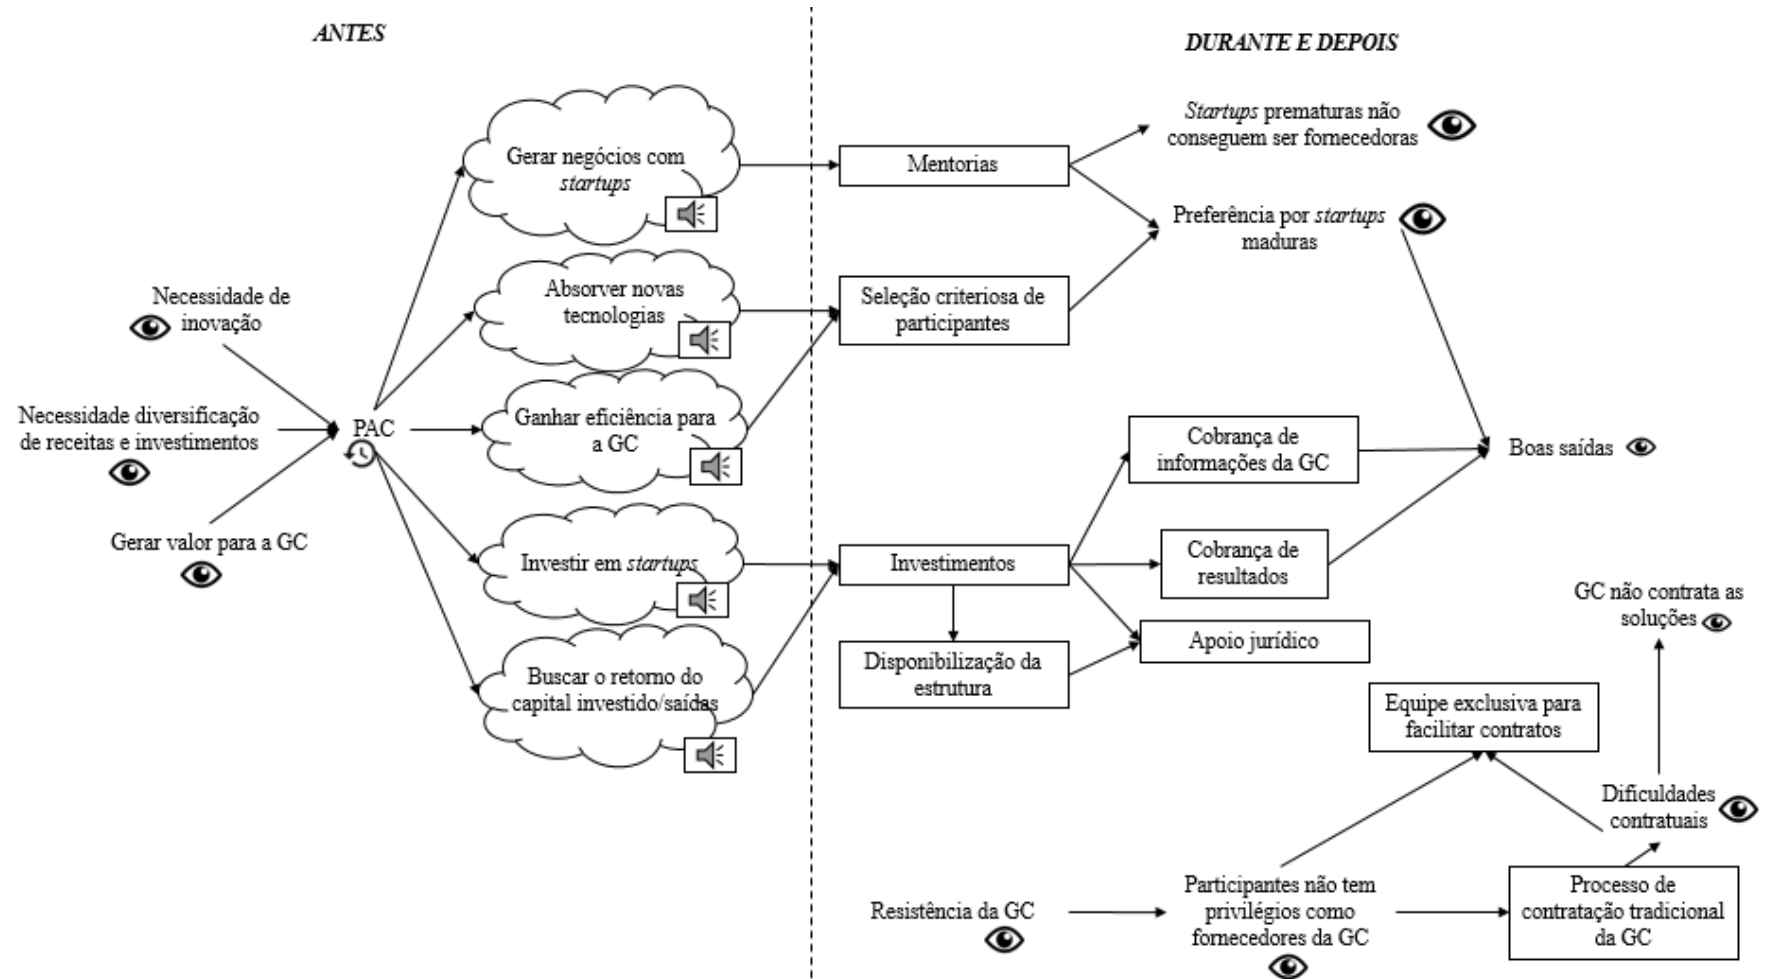 ANTES
Necessidade de
inovação
Necessidade diversificação
de receitas e investimentos
Gerar valor para a GC
PAC
Gerar negócios com
startups
Absorver novas
tecnologias
Ganhar eficiência para
a GC
Investir em startups
Buscar o retorno do
capital investido/saídas
DURANTE E DEPOIS
Mentorias
Startups prematuras não
conseguem ser fornecedoras
Preferência por startups
maduras
Seleção criteriosa de
participantes
Cobrança de
informações da GC
Boas saídas
Investimentos
Cobrança de
resultados
Disponibilização da
estrutura
Apoio jurídico
GC não contrata as
soluções
Equipe exclusiva para
facilitar contratos
Dificuldades
contratuais
Resistência da GC
Participantes não tem
privilégios como
fornecedores da GC
Processo de
contratação tradicional
da GC